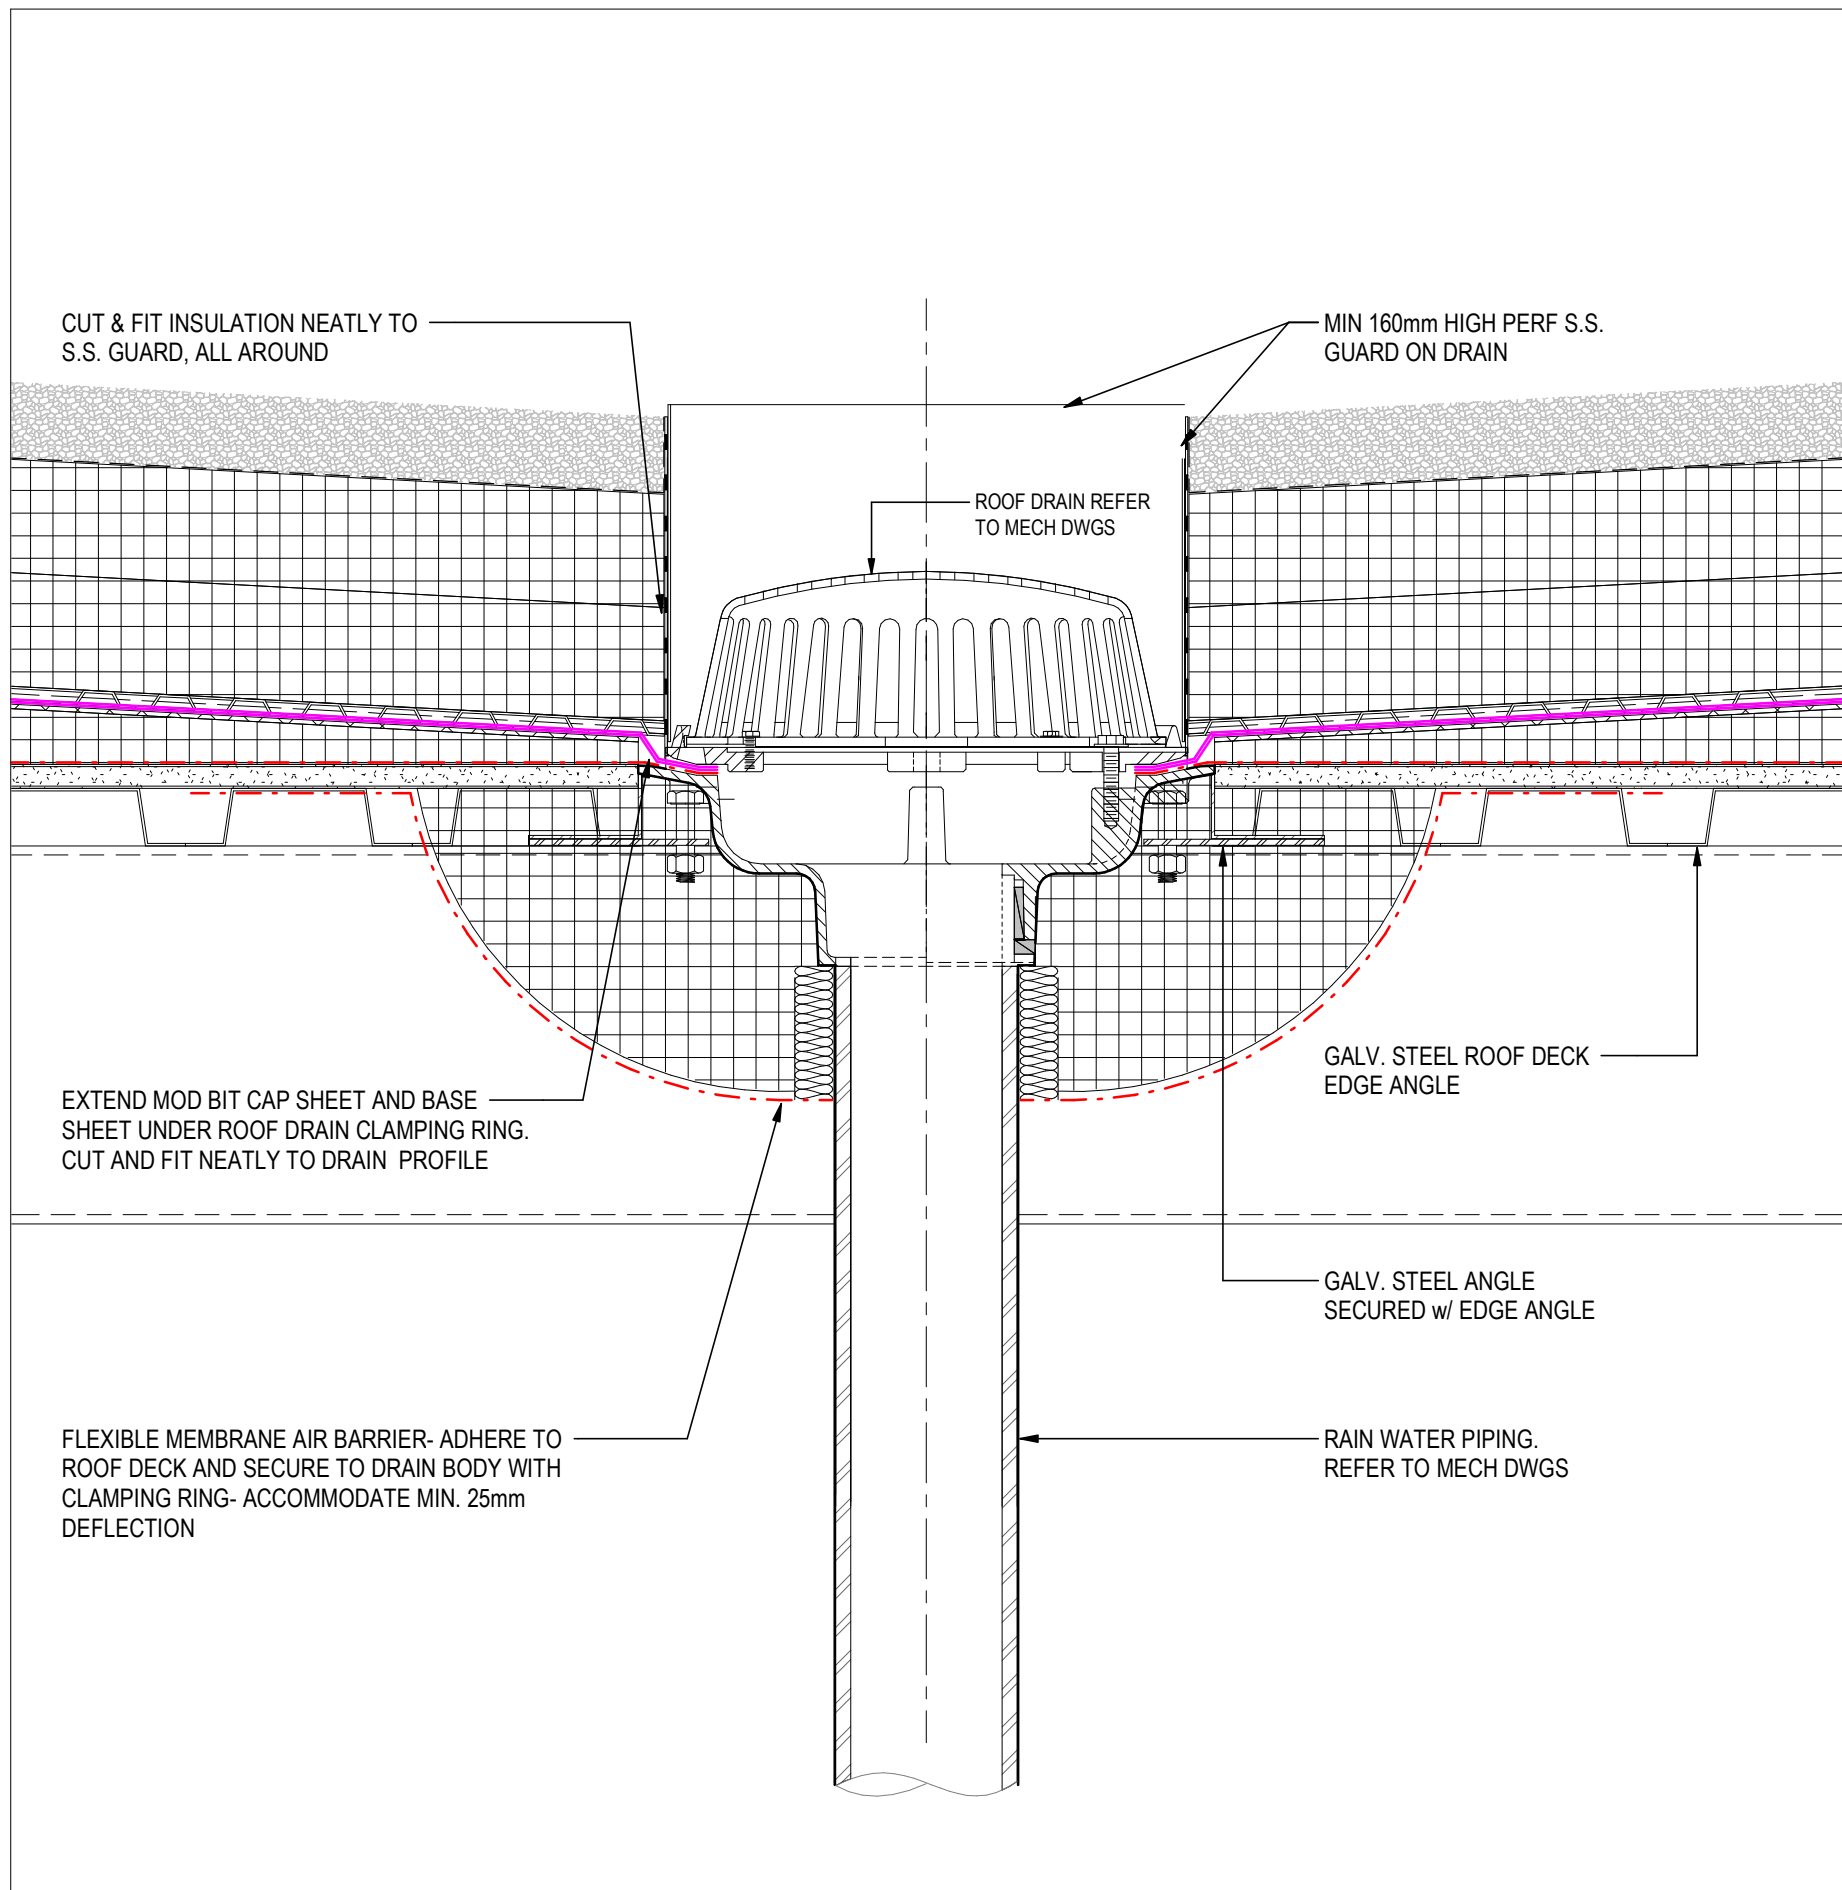 CUT & FIT INSULATION NEATLY TO
S.S. GUARD, ALL AROUND
MIN 160mm HIGH PERF S.S.
GUARD ON DRAIN
ROOF DRAIN REFER
TO MECH DWGS
EXTEND MOD BIT CAP SHEET AND BASE
SHEET UNDER ROOF DRAIN CLAMPING RING.
CUT AND FIT NEATLY TO DRAIN PROFILE
GALV. STEEL ROOF DECK
EDGE ANGLE
GALV. STEEL ANGLE
SECURED w/ EDGE ANGLE
FLEXIBLE MEMBRANE AIR BARRIER- ADHERE TO
ROOF DECK AND SECURE TO DRAIN BODY WITH
CLAMPING RING- ACCOMMODATE MIN. 25mm
DEFLECTION
RAIN WATER PIPING.
REFER TO MECH DWGS